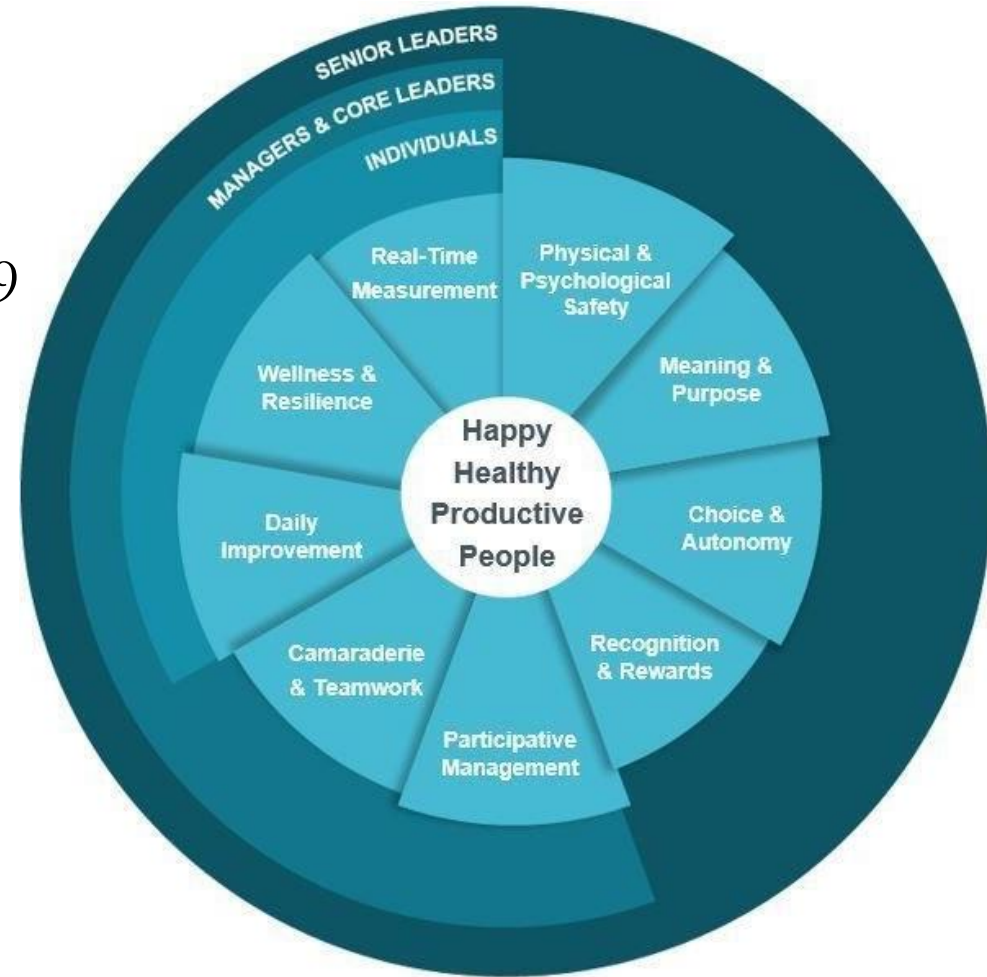 SENIOR LEADERS
MANAGERS & CORE LEADERS
INDIVIDUALS
9
Real-Time
Measurement
Physical &
Psychological
Safety
Meaning &
Purpose
Choice &
Autonomy
Recognition
& Rewards
Participative
Management
Camaraderie
& Teamwork
Daily
Improvement
Wellness &
Resilience
Happy
Healthy
Productive
People